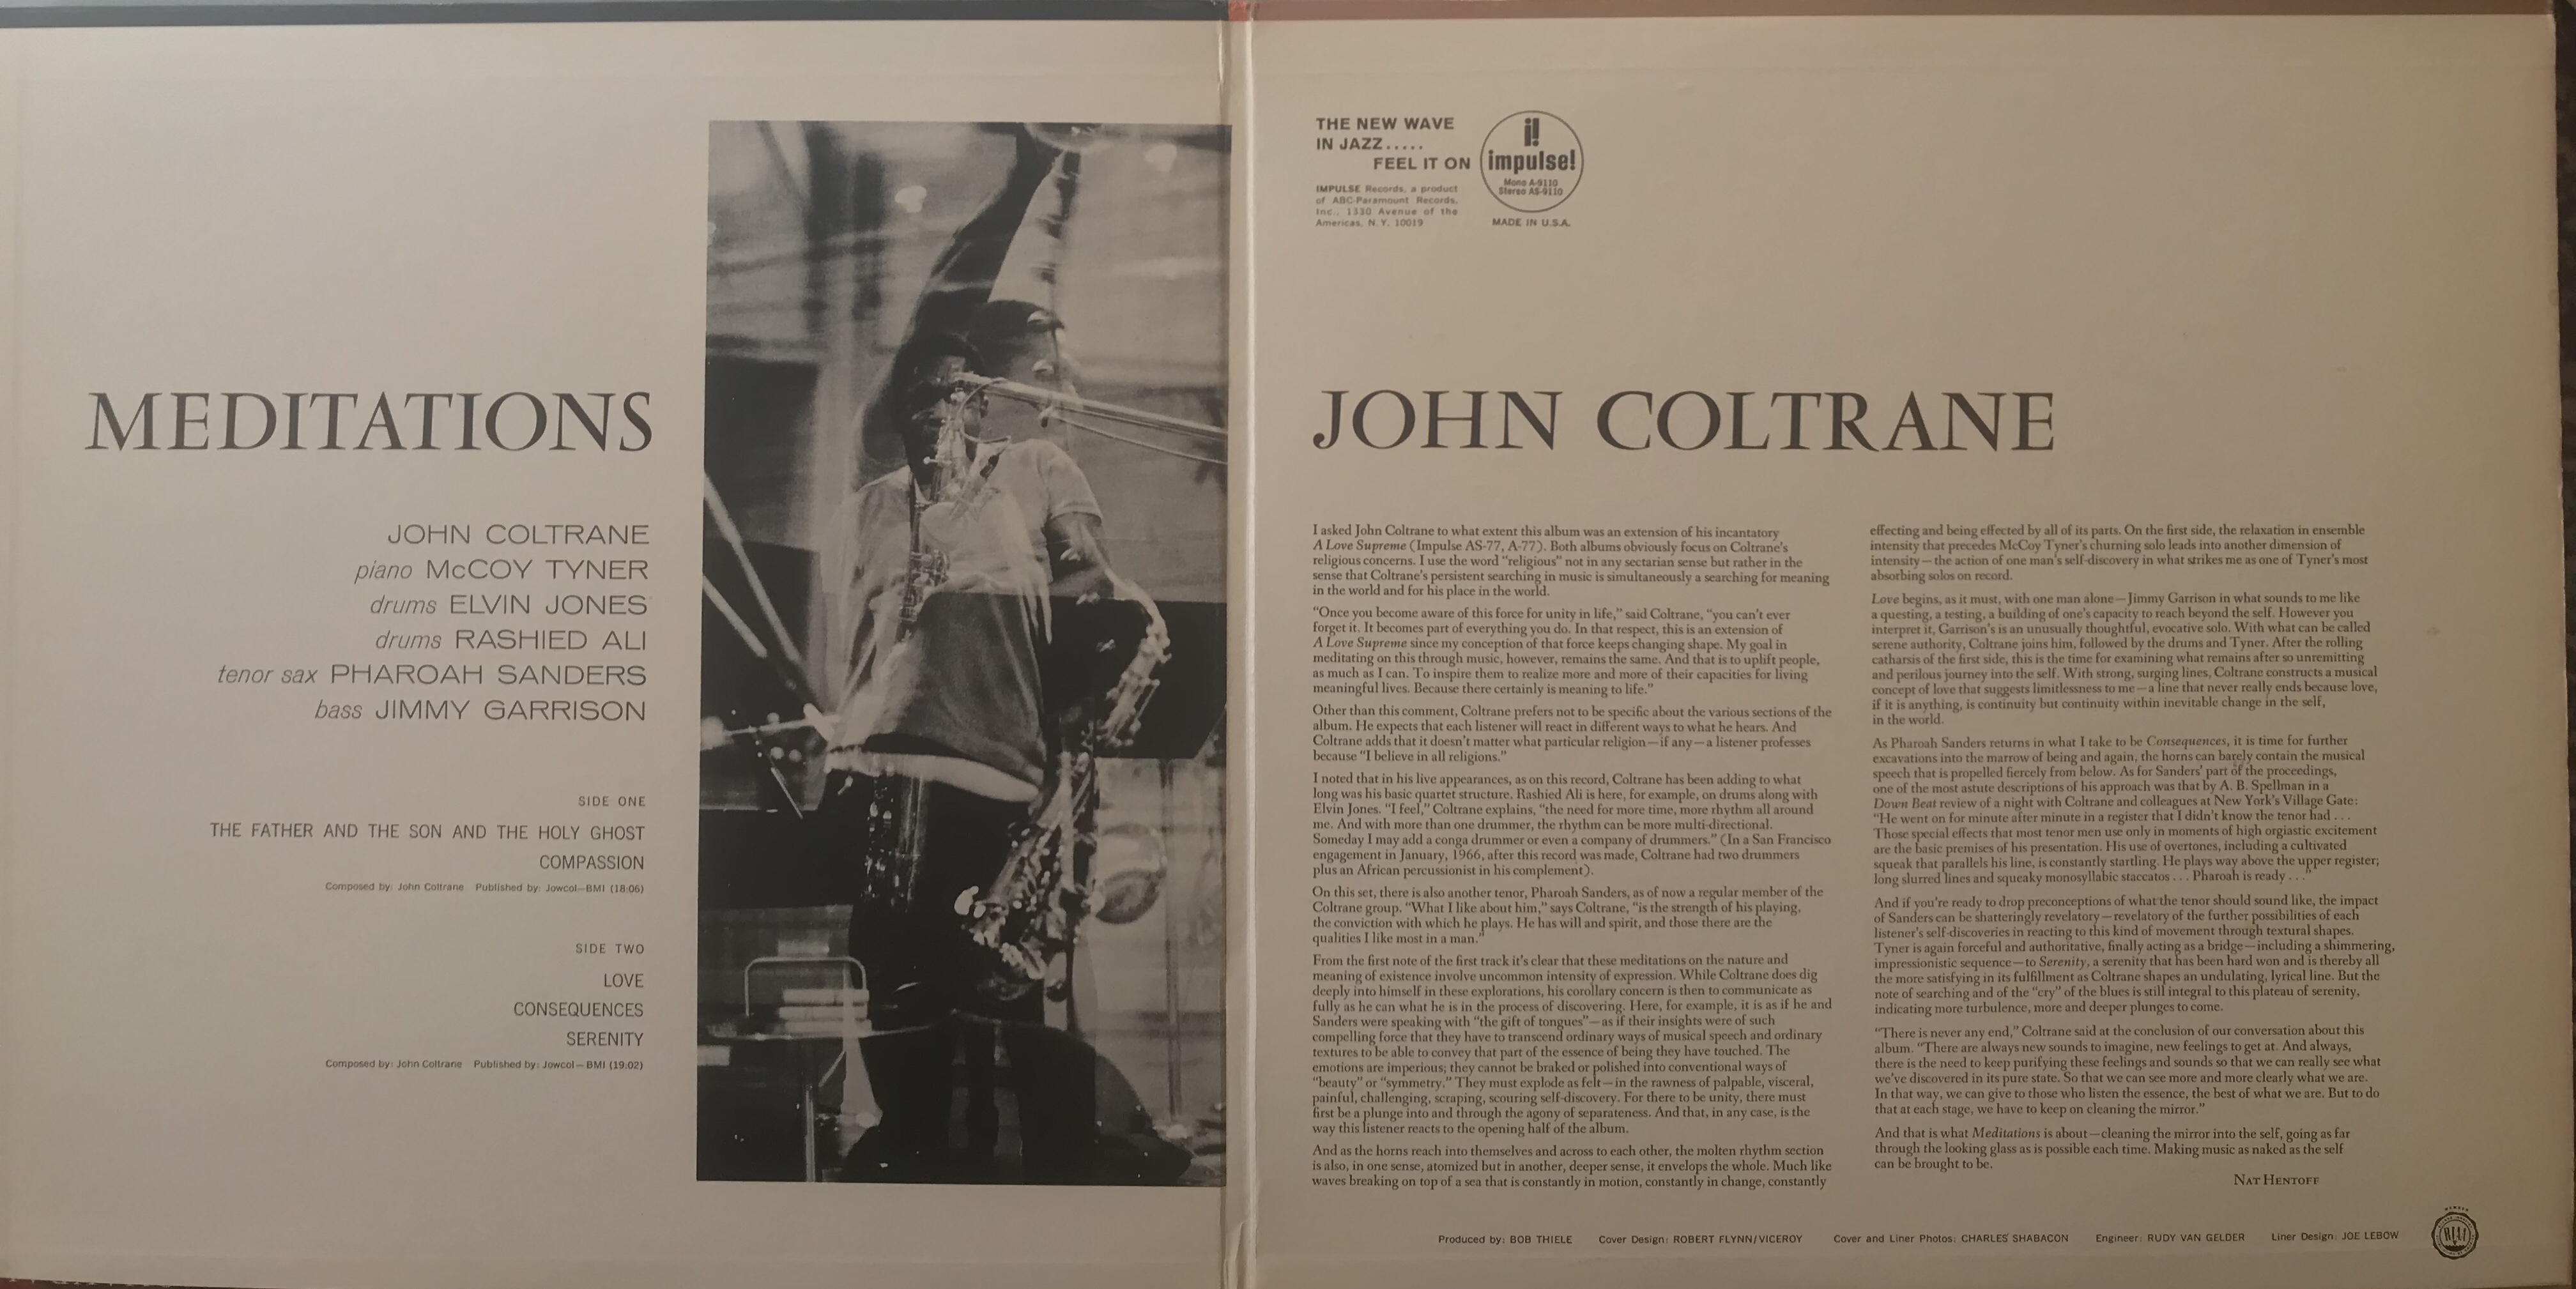 MEDITATIONS
JOHN COLTRANE
piano McCOY TYNER
drums ELVIN JONES
drums RASHIED ALI
tenor sax PHAROAH SANDERS
bass JIMMY GARRISON
SIDE ONE
THE FATHER AND THE SON AND THE HOLY GHOST
COMPASSION
Composed by: John Coltrane Published by: Jowcol—BMI (18:06)
SIDE TWO
LOVE
CONSEQUENCES
SERENITY
Composed by: John Coltrane Published by: Jowcol—BMI (19:02)
THE NEW WAVE
IN JAZZ.....
FEEL IT ON
IMPULSE Records, a product
of ABC-Paramount Records,
Inc., 1330 Avenue of the
Americas, N. Y. 10019
i!
impulse!
Mono A-9110
Stereo AS-9110
MADE IN U.S.A.
JOHN COLTRANE
I asked John Coltrane to what extent this album was an extension of his incantatory
A Love Supreme (Impulse AS-77, A-77). Both albums obviously focus on Coltrane's
religious concerns. I use the word "religious" not in any sectarian sense but rather in the
sense that Coltrane's persistent searching in music is simultaneously a searching for meaning
in the world and for his place in the world.
"Once you become aware of this force for unity in life," said Coltrane, "you can't ever
forget it. It becomes part of everything you do. In that respect, this is an extension of
A Love Supreme since my conception of that force keeps changing shape. My goal in
meditating on this through music, however, remains the same. And that is to uplift people,
as much as I can. To inspire them to realize more and more of their capacities for living
meaningful lives. Because there certainly is meaning to life."
Other than this comment, Coltrane prefers not to be specific about the various sections of the
album. He expects that each listener will react in different ways to what he hears. And
Coltrane adds that it doesn't matter what particular religion—if any—a listener professes
because "I believe in all religions."
I noted that in his live appearances, as on this record, Coltrane has been adding to what
long was his basic quartet structure. Rashied Ali is here, for example, on drums along with
Elvin Jones. "I feel," Coltrane explains, "the need for more time, more rhythm all around
me. And with more than one drummer, the rhythm can be more multi-directional.
Someday I may add a conga drummer or even a company of drummers." (In a San Francisco
engagement in January, 1966, after this record was made, Coltrane had two drummers
plus an African percussionist in his complement).
On this set, there is also another tenor, Pharoah Sanders, as of now a regular member of the
Coltrane group. "What I like about him," says Coltrane, "is the strength of his playing,
the conviction with which he plays. He has will and spirit, and those there are the
qualities I like most in a man."
From the first note of the first track it's clear that these meditations on the nature and
meaning of existence involve uncommon intensity of expression. While Coltrane does dig
deeply into himself in these explorations, his corollary concern is then to communicate as
fully as he can what he is in the process of discovering. Here, for example, it is as if he and
Sanders were speaking with "the gift of tongues"—as if their insights were of such
compelling force that they have to transcend ordinary ways of musical speech and ordinary
textures to be able to convey that part of the essence of being they have touched. The
emotions are imperious; they cannot be braked or polished into conventional ways of
"beauty" or "symmetry." They must explode as felt—in the rawness of palpable, visceral,
painful, challenging, scraping, scouring self-discovery. For there to be unity, there must
first be a plunge into and through the agony of separateness. And that, in any case, is the
way this listener reacts to the opening half of the album.
And as the horns reach into themselves and across to each other, the molten rhythm section
is also, in one sense, atomized but in another, deeper sense, it envelops the whole. Much like
waves breaking on top of a sea that is constantly in motion, constantly in change, constantly
effecting and being effected by all of its parts. On the first side, the relaxation in ensemble
intensity that precedes McCoy Tyner's churning solo leads into another dimension of
intensity—the action of one man's self-discovery in what strikes me as one of Tyner's most
absorbing solos on record.
Love begins, as it must, with one man alone—Jimmy Garrison in what sounds to me like
a questing, a testing, a building of one's capacity to reach beyond the self. However you
interpret it, Garrison's is an unusually thoughtful, evocative solo. With what can be called
serene authority, Coltrane joins him, followed by the drums and Tyner. After the rolling
catharsis of the first side, this is the time for examining what remains after so unremitting
and perilous journey into the self. With strong, surging lines, Coltrane constructs a musical
concept of love that suggests limitlessness to me—a line that never really ends because love,
if it is anything, is continuity but continuity within inevitable change in the self,
in the world.
As Pharoah Sanders returns in what I take to be Consequences, it is time for further
excavations into the marrow of being and again, the horns can barely contain the musical
speech that is propelled fiercely from below. As for Sanders' part of the proceedings,
one of the most astute descriptions of his approach was that by A. B. Spellman in a
Down Beat review of a night with Coltrane and colleagues at New York's Village Gate:
"He went on for minute after minute in a register that I didn't know the tenor had . . .
Those special effects that most tenor men use only in moments of high orgiastic excitement
are the basic premises of his presentation. His use of overtones, including a cultivated
squeak that parallels his line, is constantly startling. He plays way above the upper register;
long slurred lines and squeaky monosyllabic staccatos . . . Pharoah is ready . . ."
And if you're ready to drop preconceptions of what the tenor should sound like, the impact
of Sanders can be shatteringly revelatory—revelatory of the further possibilities of each
listener's self-discoveries in reacting to this kind of movement through textural shapes.
Tyner is again forceful and authoritative, finally acting as a bridge—including a shimmering,
impressionistic sequence—to Serenity, a serenity that has been hard won and is thereby all
the more satisfying in its fulfillment as Coltrane shapes an undulating, lyrical line. But the
note of searching and of the "cry" of the blues is still integral to this plateau of serenity,
indicating more turbulence, more and deeper plunges to come.
"There is never any end," Coltrane said at the conclusion of our conversation about this
album. "There are always new sounds to imagine, new feelings to get at. And always,
there is the need to keep purifying these feelings and sounds so that we can really see what
we've discovered in its pure state. So that we can see more and more clearly what we are.
In that way, we can give to those who listen the essence, the best of what we are. But to do
that at each stage, we have to keep on cleaning the mirror."
And that is what Meditations is about—cleaning the mirror into the self, going as far
through the looking glass as is possible each time. Making music as naked as the self
can be brought to be.
NAT HENTOFF
Produced by: BOB THIELE Cover Design: ROBERT FLYNN/VICEROY Cover and Liner Photos: CHARLES SHABACON Engineer: RUDY VAN GELDER Liner Design: JOE LEBOW
RIAA